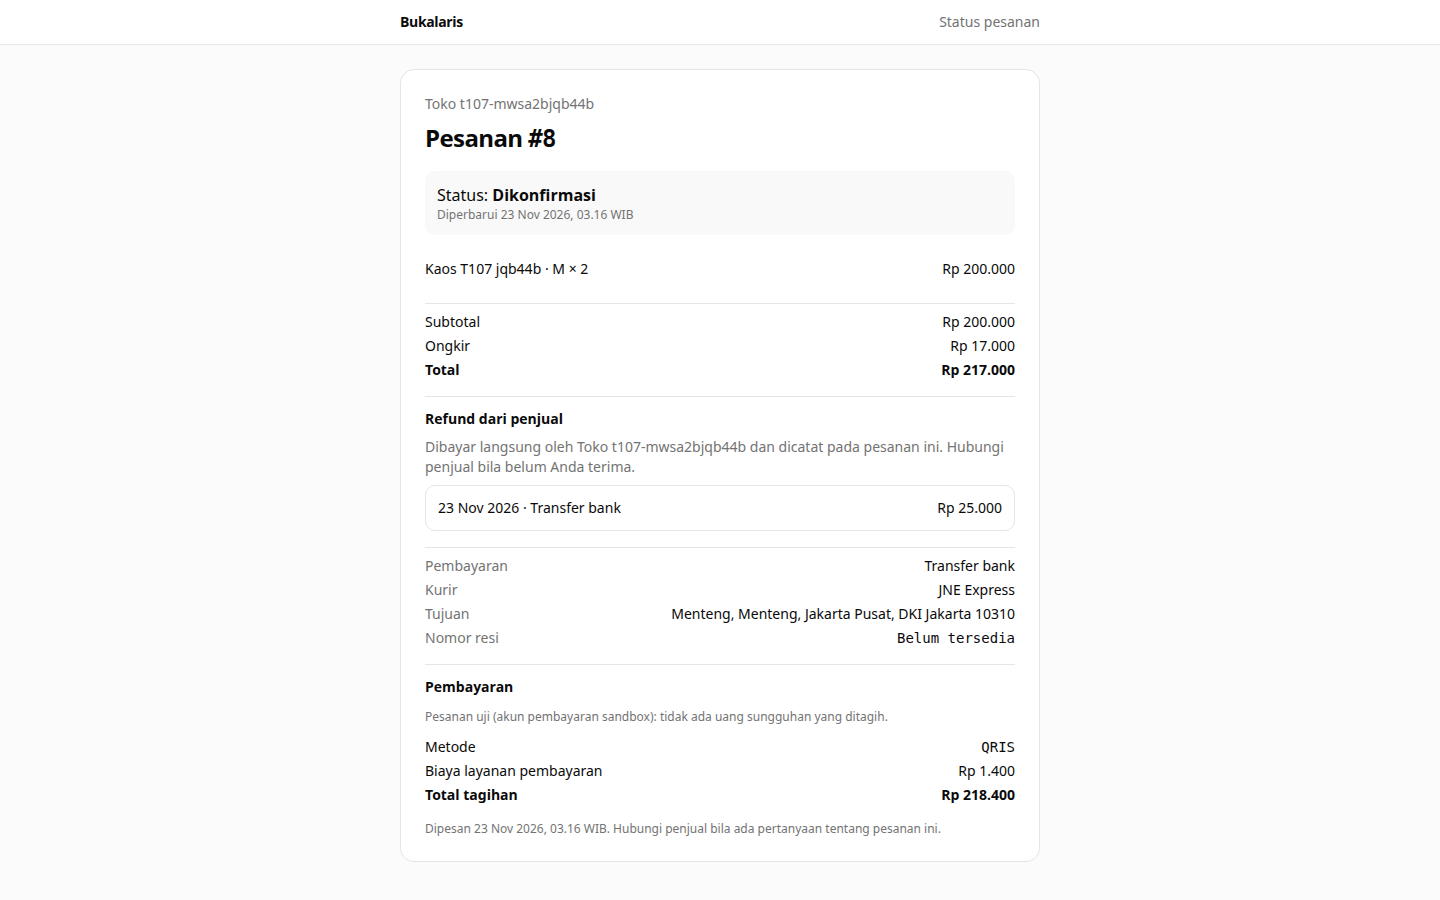 Bukalaris
Status pesanan
Toko t107-mwsa2bjqb44b
Pesanan #8
Status: Dikonfirmasi
Diperbarui 23 Nov 2026, 03.16 WIB
Kaos T107 jqb44b · M × 2 Rp 200.000
Subtotal Rp 200.000
Ongkir Rp 17.000
Total Rp 217.000
Refund dari penjual
Dibayar langsung oleh Toko t107-mwsa2bjqb44b dan dicatat pada pesanan ini. Hubungi
penjual bila belum Anda terima.
23 Nov 2026 · Transfer bank Rp 25.000
Pembayaran Transfer bank
Kurir JNE Express
Tujuan Menteng, Menteng, Jakarta Pusat, DKI Jakarta 10310
Nomor resi Belum tersedia
Pembayaran
Pesanan uji (akun pembayaran sandbox): tidak ada uang sungguhan yang ditagih.
Metode QRIS
Biaya layanan pembayaran Rp 1.400
Total tagihan Rp 218.400
Dipesan 23 Nov 2026, 03.16 WIB. Hubungi penjual bila ada pertanyaan tentang pesanan ini.